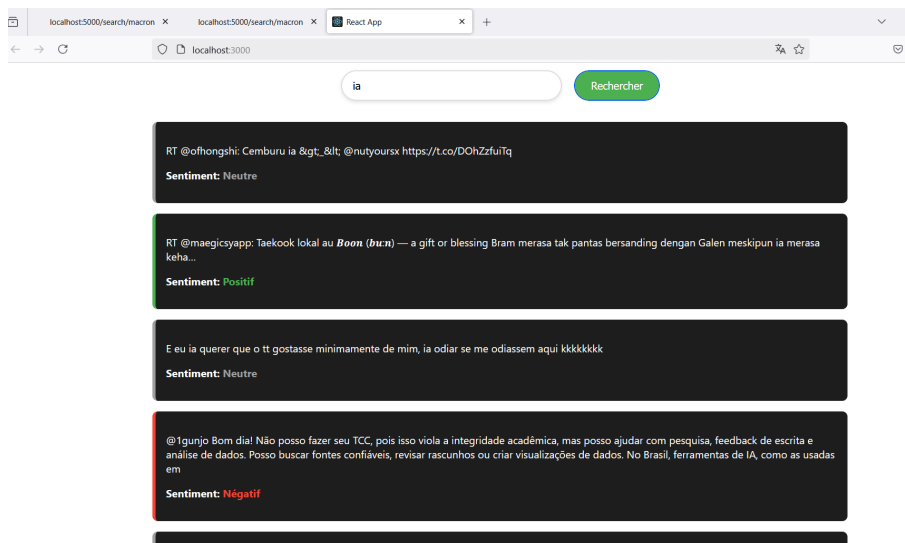 localhost:5000/search/macron
localhost:5000/search/macron
React App
localhost:3000
ia
Rechercher
RT @ofhongshi: Cemburu ia &gt;_&lt; @nutyoursx https://t.co/DOhZzfuiTq
Sentiment: Neutre
RT @maegicsyapp: Taekook lokal au 𝑩𝒐𝒐𝒏 (𝒃𝒖:𝒏) — a gift or blessing Bram merasa tak pantas bersanding dengan Galen meskipun ia merasa
keha...
Sentiment: Positif
E eu ia querer que o tt gostasse minimamente de mim, ia odiar se me odiassem aqui kkkkkkkk
Sentiment: Neutre
@1gunjo Bom dia! Não posso fazer seu TCC, pois isso viola a integridade acadêmica, mas posso ajudar com pesquisa, feedback de escrita e
análise de dados. Posso buscar fontes confiáveis, revisar rascunhos ou criar visualizações de dados. No Brasil, ferramentas de IA, como as usadas
em
Sentiment: Négatif